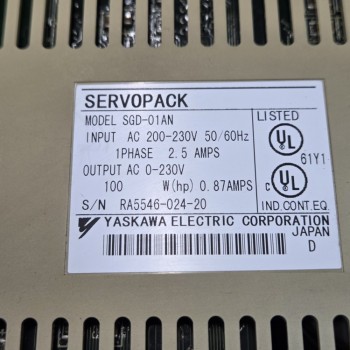 SERVOPACK
MODEL SGD-01AN
INPUT AC 200-230V 50/60Hz
1PHASE 2.5 AMPS
OUTPUT AC 0-230V
100 W(hp) 0.87AMPS
S/N RA5546-024-20
LISTED
UL
61Y1
c UL
IND.CONT.EQ.
YASKAWA ELECTRIC CORPORATION
JAPAN
D